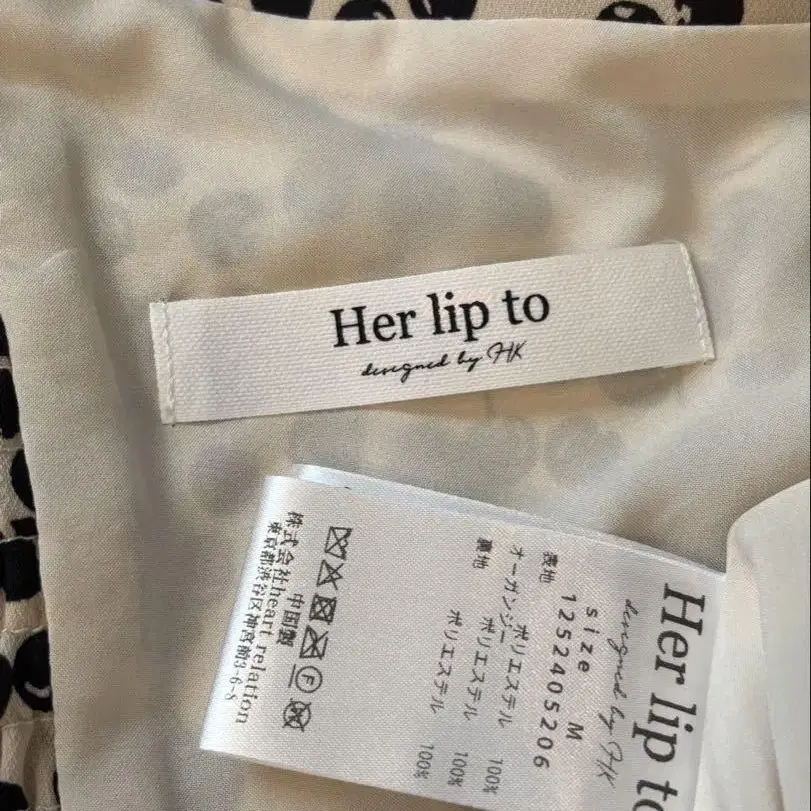 Her lip to
designed by HK
Her lip to
designed by HK
size M
1252405206
表地 ポリエステル 100%
オーガンジー ポリエステル 100%
裏地 ポリエステル 100%
F
中国製
株式会社heart relation
東京都渋谷区神宮前3-6-8